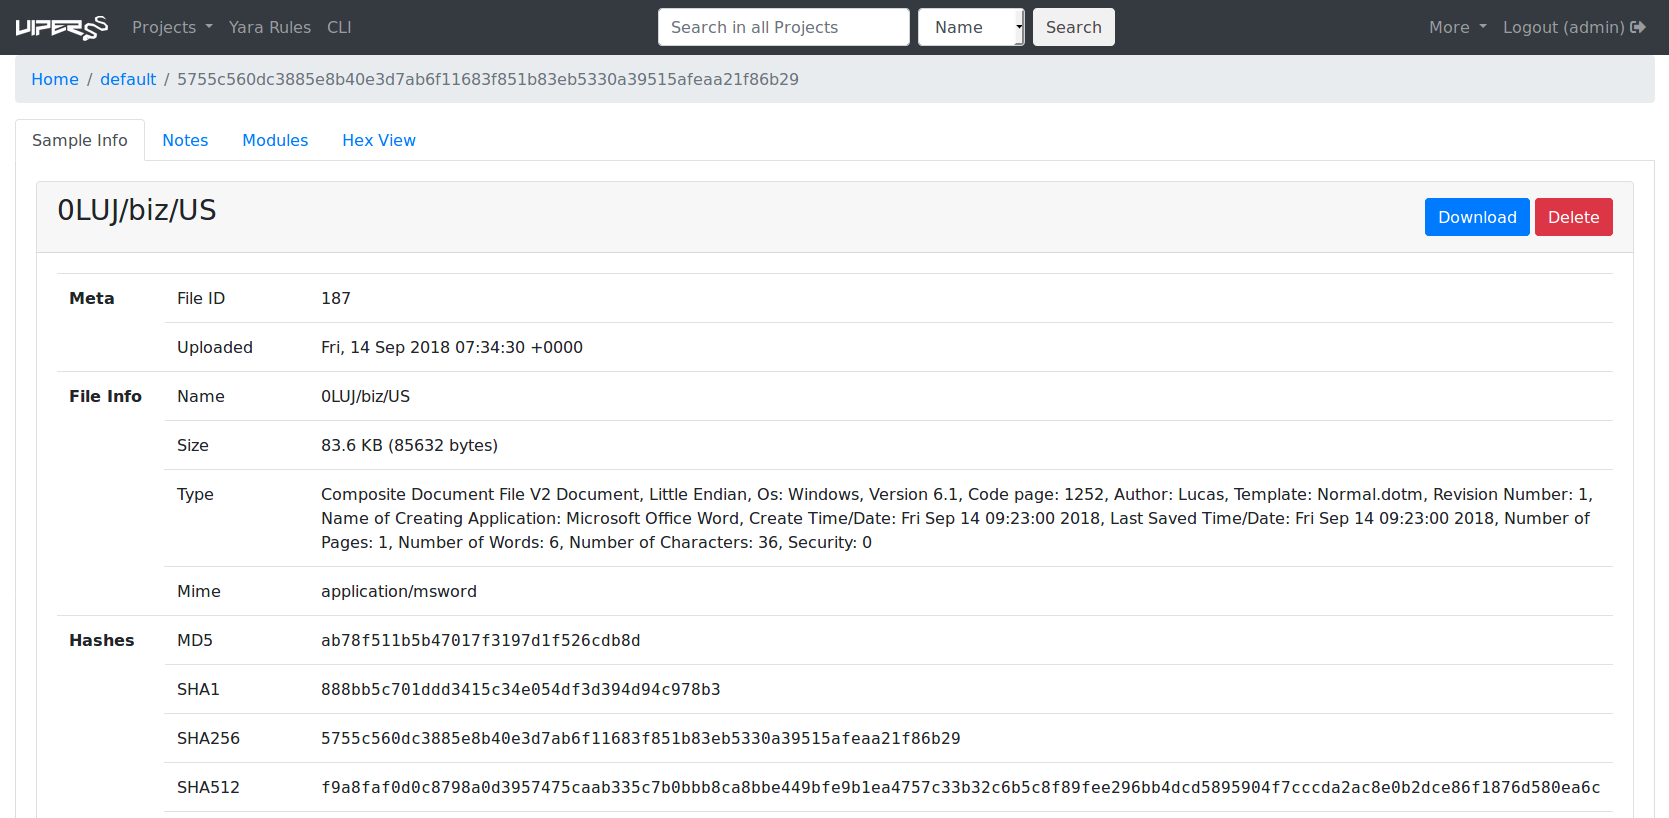 VIPER Projects Yara Rules CLI Search in all Projects Name Search More Logout (admin)
Home / default / 5755c560dc3885e8b40e3d7ab6f11683f851b83eb5330a39515afeaa21f86b29
Sample Info Notes Modules Hex View
0LUJ/biz/US Download Delete
Meta File ID 187
Uploaded Fri, 14 Sep 2018 07:34:30 +0000
File Info Name 0LUJ/biz/US
Size 83.6 KB (85632 bytes)
Type Composite Document File V2 Document, Little Endian, Os: Windows, Version 6.1, Code page: 1252, Author: Lucas, Template: Normal.dotm, Revision Number: 1,
Name of Creating Application: Microsoft Office Word, Create Time/Date: Fri Sep 14 09:23:00 2018, Last Saved Time/Date: Fri Sep 14 09:23:00 2018, Number of
Pages: 1, Number of Words: 6, Number of Characters: 36, Security: 0
Mime application/msword
Hashes MD5 ab78f511b5b47017f3197d1f526cdb8d
SHA1 888bb5c701ddd3415c34e054df3d394d94c978b3
SHA256 5755c560dc3885e8b40e3d7ab6f11683f851b83eb5330a39515afeaa21f86b29
SHA512 f9a8faf0d0c8798a0d3957475caab335c7b0bbb8ca8bbe449bfe9b1ea4757c33b32c6b5c8f89fee296bb4dcd5895904f7cccda2ac8e0b2dce86f1876d580ea6c